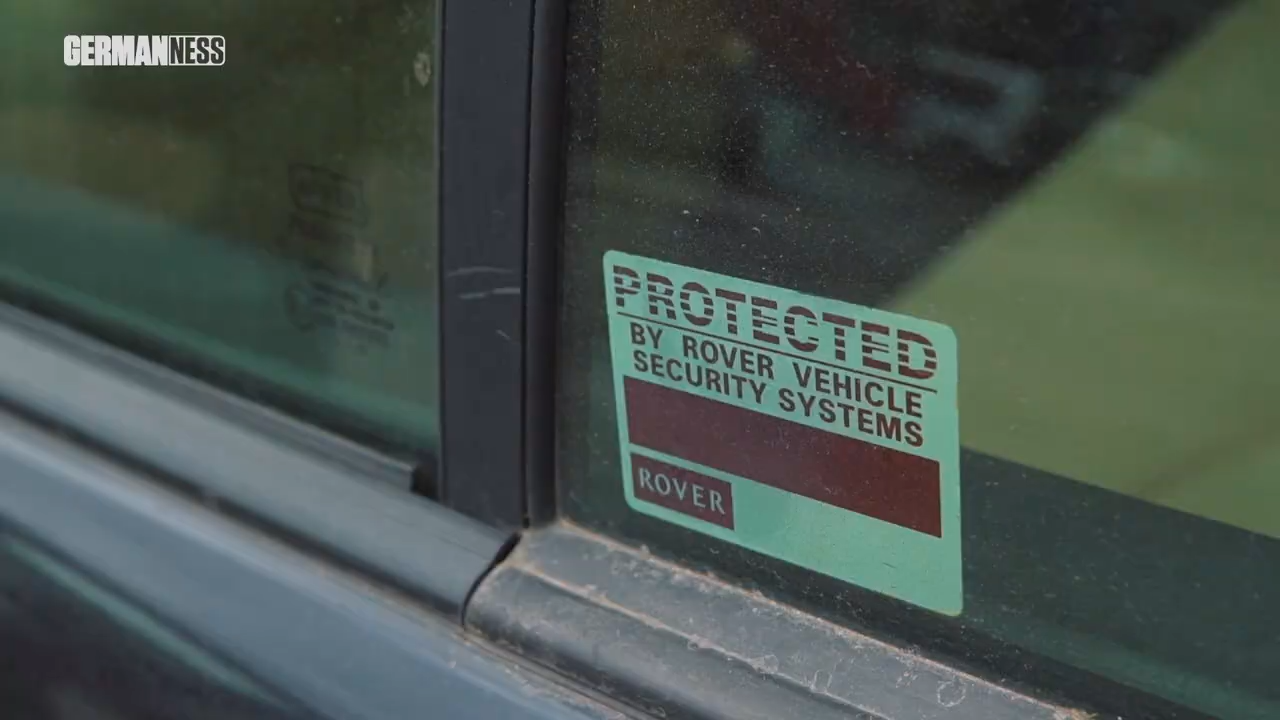 GERMANNESS
PROTECTED
BY ROVER VEHICLE
SECURITY SYSTEMS
ROVER